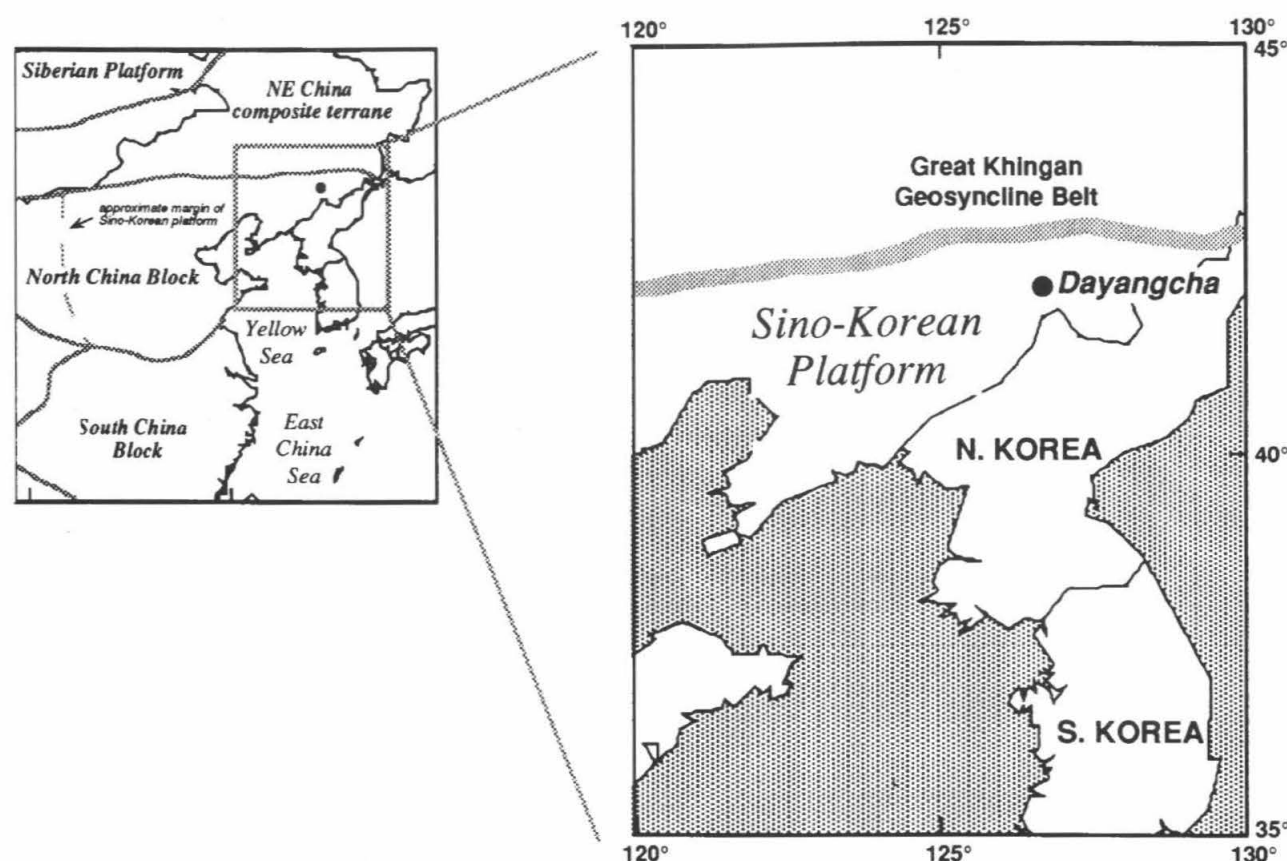 Siberian Platform
NE China
composite terrane
approximate margin of
Sino-Korean platform
North China Block
Yellow
Sea
South China
Block
East
China
Sea
120°
125°
130°
45°
Great Khingan
Geosyncline Belt
Dayangcha
Sino-Korean
Platform
N. KOREA
40°
S. KOREA
35°
120°
125°
130°